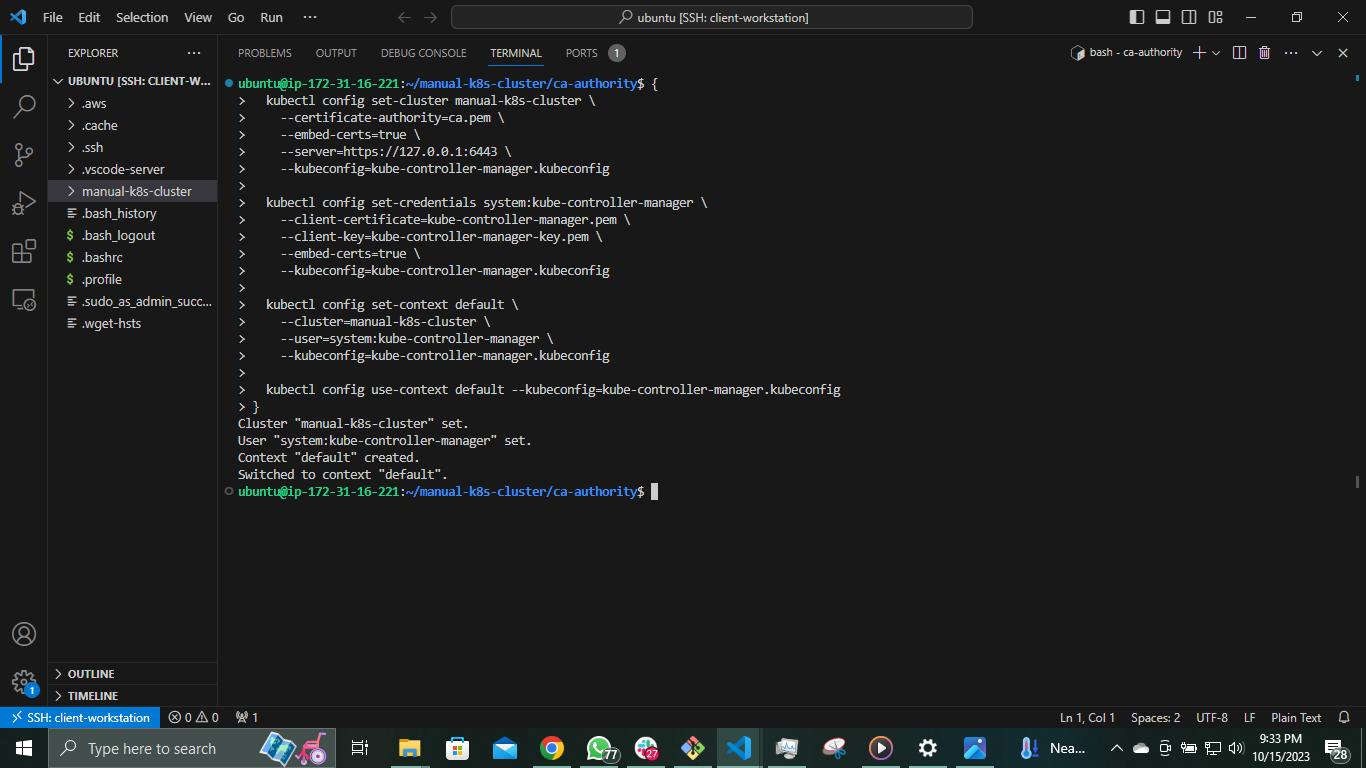 File Edit Selection View Go Run ···
ubuntu [SSH: client-workstation]
EXPLORER ···
UBUNTU [SSH: CLIENT-W...
.aws
.cache
.ssh
.vscode-server
manual-k8s-cluster
.bash_history
$ .bash_logout
$ .bashrc
$ .profile
.sudo_as_admin_succ...
.wget-hsts
OUTLINE
TIMELINE
1
PROBLEMS OUTPUT DEBUG CONSOLE TERMINAL PORTS 1
bash - ca-authority
ubuntu@ip-172-31-16-221:~/manual-k8s-cluster/ca-authority$ {
>   kubectl config set-cluster manual-k8s-cluster \
>     --certificate-authority=ca.pem \
>     --embed-certs=true \
>     --server=https://127.0.0.1:6443 \
>     --kubeconfig=kube-controller-manager.kubeconfig
>
>   kubectl config set-credentials system:kube-controller-manager \
>     --client-certificate=kube-controller-manager.pem \
>     --client-key=kube-controller-manager-key.pem \
>     --embed-certs=true \
>     --kubeconfig=kube-controller-manager.kubeconfig
>
>   kubectl config set-context default \
>     --cluster=manual-k8s-cluster \
>     --user=system:kube-controller-manager \
>     --kubeconfig=kube-controller-manager.kubeconfig
>
>   kubectl config use-context default --kubeconfig=kube-controller-manager.kubeconfig
> }
Cluster "manual-k8s-cluster" set.
User "system:kube-controller-manager" set.
Context "default" created.
Switched to context "default".
ubuntu@ip-172-31-16-221:~/manual-k8s-cluster/ca-authority$
SSH: client-workstation 0 0 1
Ln 1, Col 1 Spaces: 2 UTF-8 LF Plain Text
Type here to search
77
27
Nea...
9:33 PM
10/15/2023
28